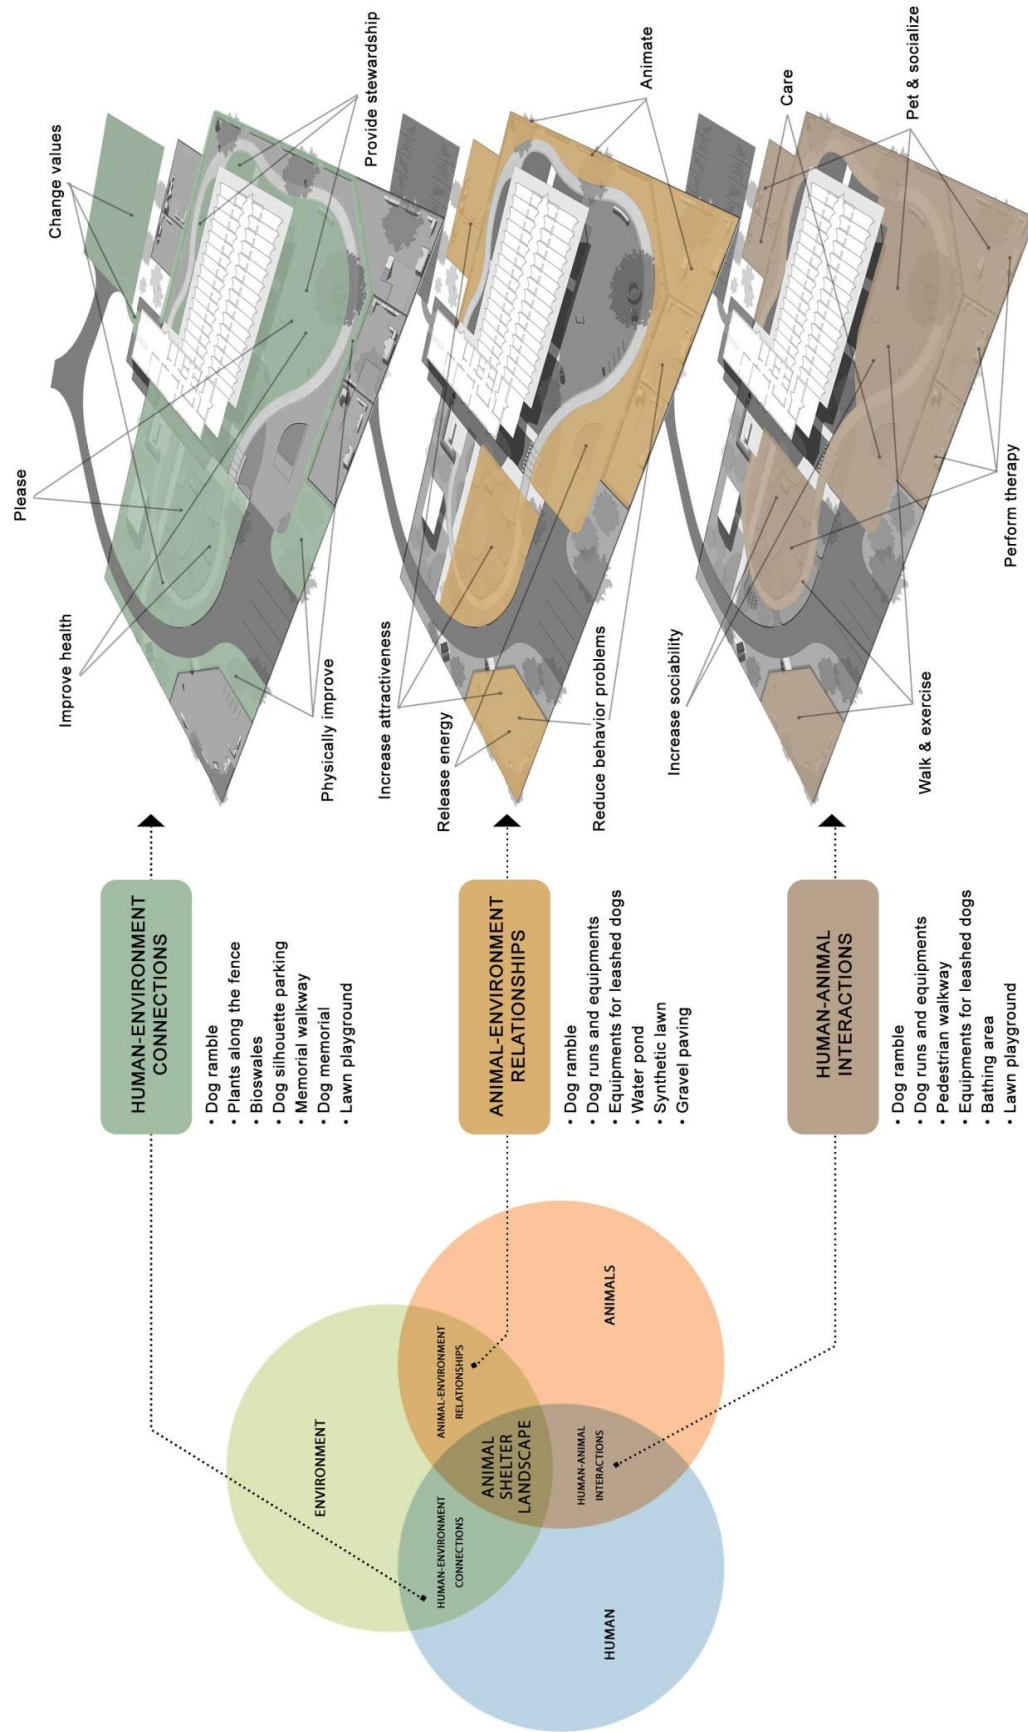 ENVIRONMENT
HUMAN-ENVIRONMENT
CONNECTIONS
ANIMAL-ENVIRONMENT
RELATIONSHIPS
ANIMAL
SHELTER
LANDSCAPE
HUMAN-ANIMAL
INTERACTIONS
HUMAN
ANIMALS
HUMAN-ENVIRONMENT
CONNECTIONS
• Dog ramble
• Plants along the fence
• Bioswales
• Dog silhouette parking
• Memorial walkway
• Dog memorial
• Lawn playground
ANIMAL-ENVIRONMENT
RELATIONSHIPS
• Dog ramble
• Dog runs and equipments
• Equipments for leashed dogs
• Water pond
• Synthetic lawn
• Gravel paving
HUMAN-ANIMAL
INTERACTIONS
• Dog ramble
• Dog runs and equipments
• Pedestrian walkway
• Equipments for leashed dogs
• Bathing area
• Lawn playground
Change values
Please
Improve health
Physically improve
Provide stewardship
Increase attractiveness
Release energy
Reduce behavior problems
Animate
Increase sociability
Care
Walk & exercise
Perform therapy
Pet & socialize